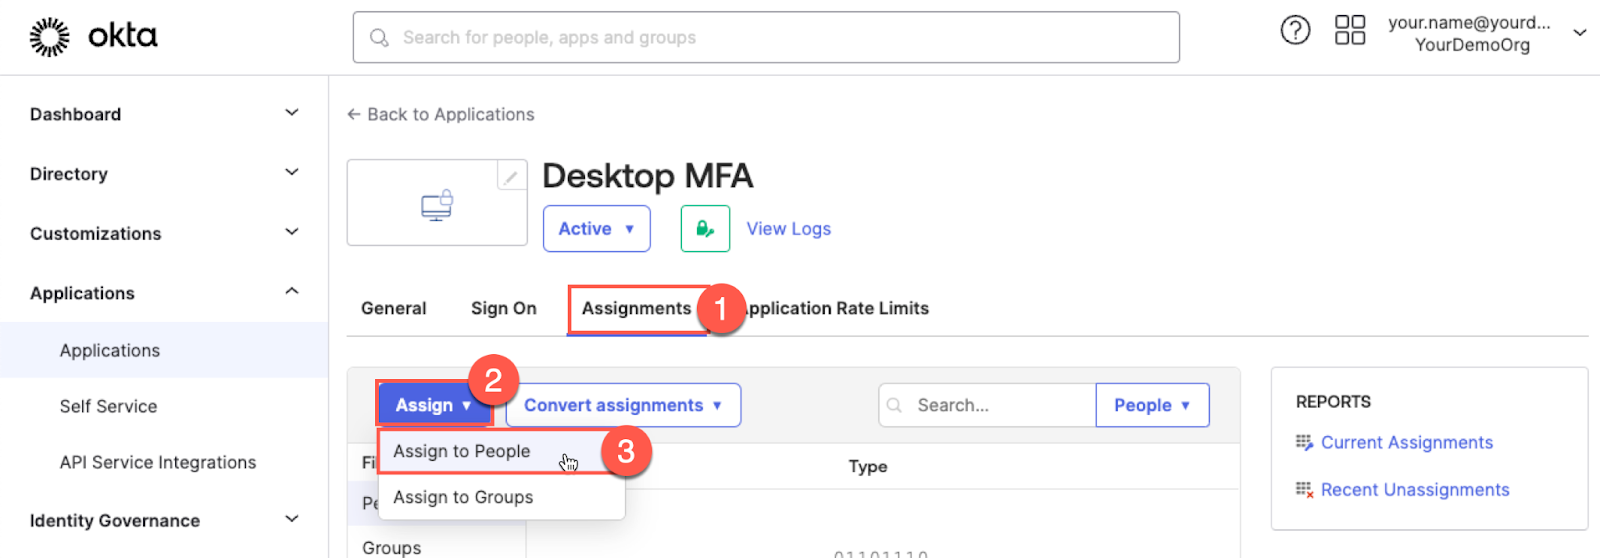 okta
Search for people, apps and groups
your.name@yourd...
YourDemoOrg
Dashboard
Directory
Customizations
Applications
Applications
Self Service
API Service Integrations
Identity Governance
← Back to Applications
Desktop MFA
Active ▼
View Logs
General
Sign On
Assignments
1
pplication Rate Limits
2
Assign ▼
Convert assignments ▼
Search...
People ▼
3
Assign to People
Assign to Groups
Fi
Type
Pe
Groups
01101110
REPORTS
Current Assignments
Recent Unassignments